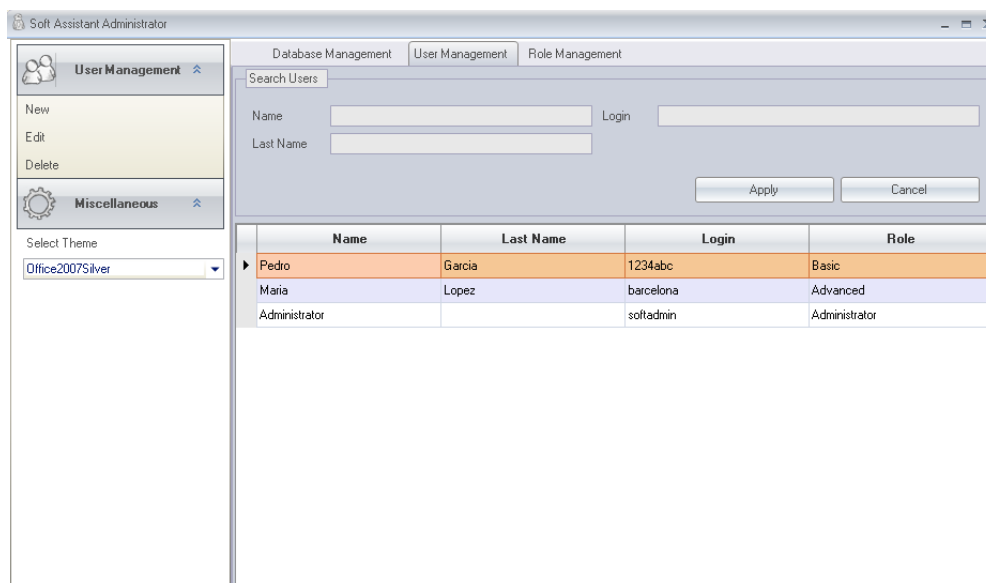 Soft Assistant Administrator
User Management
New
Edit
Delete
Miscellaneous
Select Theme
Office2007Silver
Database Management User Management Role Management
Search Users
Name Login
Last Name
Apply Cancel
Name Last Name Login Role
Pedro Garcia 1234abc Basic
Maria Lopez barcelona Advanced
Administrator softadmin Administrator